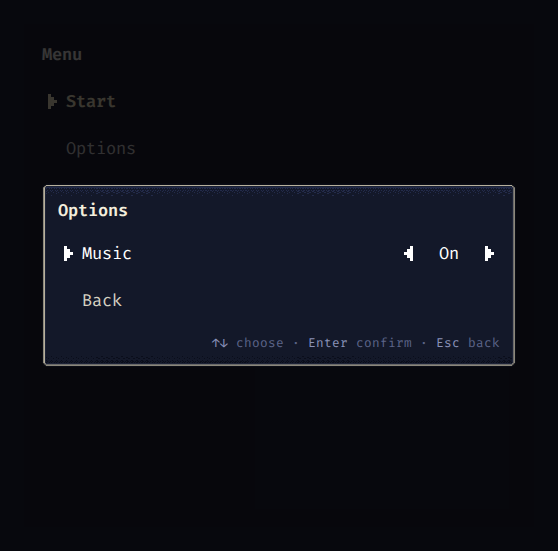 Menu
Start
Options
Options
Music On
Back
↑↓ choose · Enter confirm · Esc back